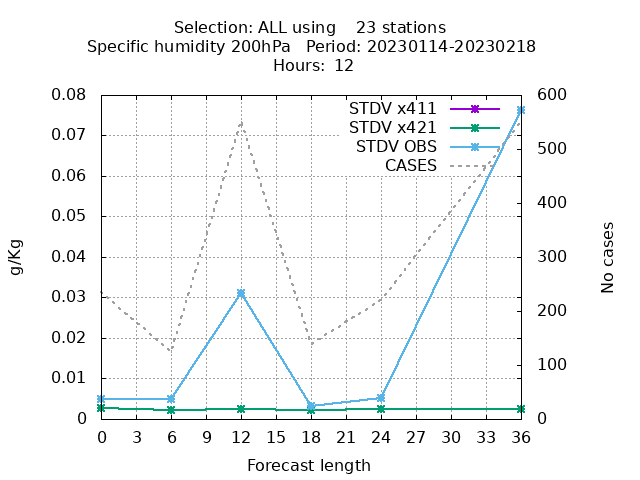 Selection: ALL using    23 stations
Specific humidity 200hPa   Period: 20230114-20230218
Hours:  12
0.08
0.07
0.06
0.05
0.04
0.03
0.02
0.01
0
600
500
400
300
200
100
0
STDV x411
STDV x421
STDV OBS
CASES
g/Kg
No cases
0 3 6 9 12 15 18 21 24 27 30 33 36
Forecast length